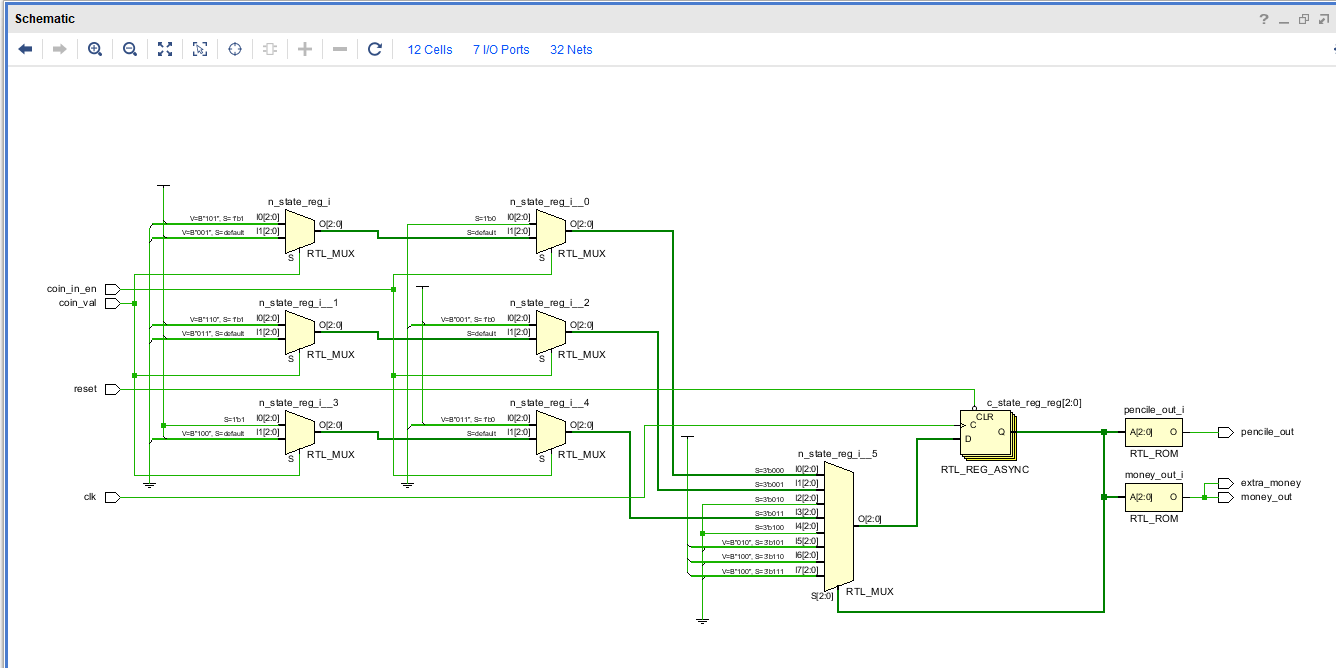 Schematic
12 Cells 7 I/O Ports 32 Nets
n_state_reg_i
V=B"101", S=1'b1 I0[2:0]
V=B"001", S=default I1[2:0]
O[2:0]
S RTL_MUX
n_state_reg_i__0
S=1'b0 I0[2:0]
S=default I1[2:0]
O[2:0]
S RTL_MUX
coin_in_en
coin_val
n_state_reg_i__1
V=B"110", S=1'b1 I0[2:0]
V=B"011", S=default I1[2:0]
O[2:0]
S RTL_MUX
n_state_reg_i__2
V=B"001", S=1'b0 I0[2:0]
S=default I1[2:0]
O[2:0]
S RTL_MUX
reset
n_state_reg_i__3
S=1'b1 I0[2:0]
V=B"100", S=default I1[2:0]
O[2:0]
S RTL_MUX
n_state_reg_i__4
V=B"011", S=1'b0 I0[2:0]
S=default I1[2:0]
O[2:0]
S RTL_MUX
clk
n_state_reg_i__5
S=3'b000 I0[2:0]
S=3'b001 I1[2:0]
S=3'b010 I2[2:0]
S=3'b011 I3[2:0]
S=3'b100 I4[2:0]
V=B"010", S=3'b101 I5[2:0]
V=B"100", S=3'b110 I6[2:0]
V=B"100", S=3'b111 I7[2:0]
O[2:0]
S[2:0] RTL_MUX
c_state_reg_reg[2:0]
CLR
C
D
Q
RTL_REG_ASYNC
pencile_out_i
A[2:0] O
RTL_ROM
pencile_out
money_out_i
A[2:0] O
RTL_ROM
extra_money
money_out